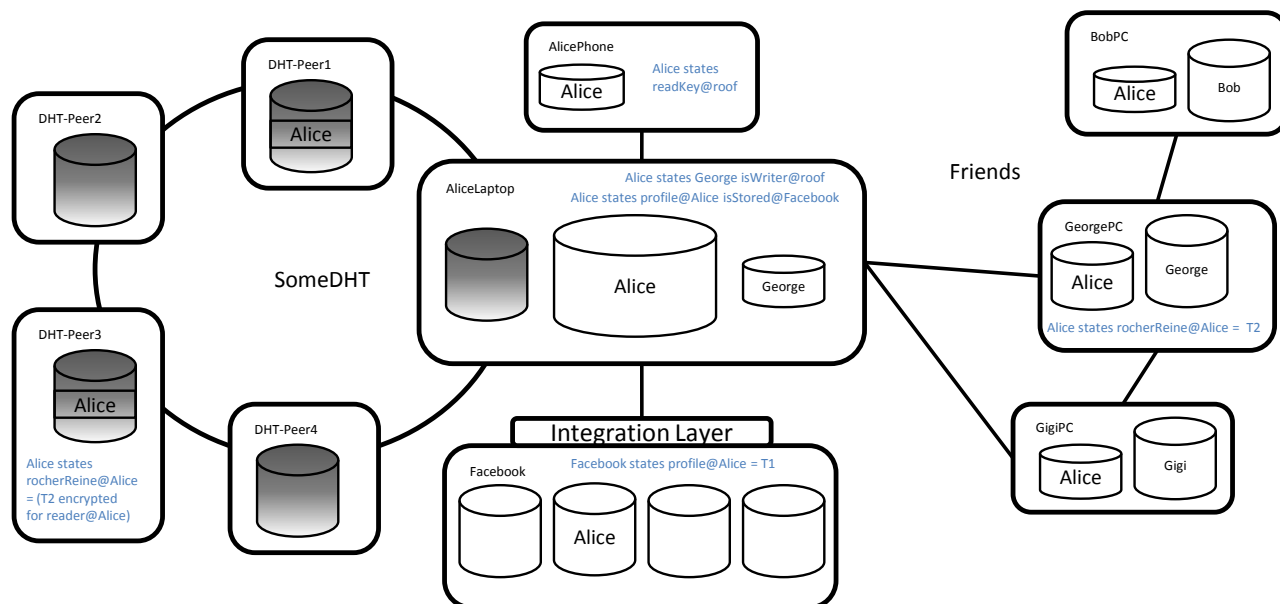 DHT-Peer1
Alice
DHT-Peer2
SomeDHT
DHT-Peer3
Alice
Alice states
rocherReine@Alice
= (T2 encrypted
for reader@Alice)
DHT-Peer4
AlicePhone
Alice
Alice states
readKey@roof
AliceLaptop
Alice states George isWriter@roof
Alice states profile@Alice isStored@Facebook
Alice
George
Integration Layer
Facebook
Facebook states profile@Alice = T1
Alice
Friends
BobPC
Alice
Bob
GeorgePC
Alice
George
Alice states rocherReine@Alice = T2
GigiPC
Alice
Gigi